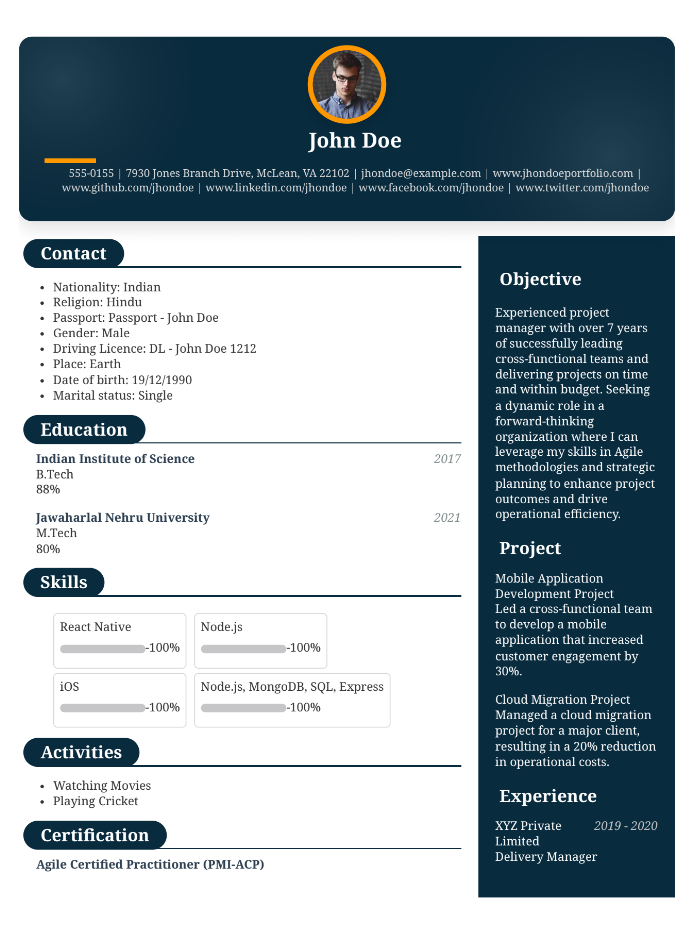 John Doe
555-0155 | 7930 Jones Branch Drive, McLean, VA 22102 | jhondoe@example.com | www.jhondoeportfolio.com |
www.github.com/jhondoe | www.linkedin.com/jhondoe | www.facebook.com/jhondoe | www.twitter.com/jhondoe
Contact
• Nationality: Indian
• Religion: Hindu
• Passport: Passport - John Doe
• Gender: Male
• Driving Licence: DL - John Doe 1212
• Place: Earth
• Date of birth: 19/12/1990
• Marital status: Single
Education
Indian Institute of Science 2017
B.Tech
88%
Jawaharlal Nehru University 2021
M.Tech
80%
Skills
React Native
-100%
Node.js
-100%
iOS
-100%
Node.js, MongoDB, SQL, Express
-100%
Activities
• Watching Movies
• Playing Cricket
Certification
Agile Certified Practitioner (PMI-ACP)
Objective
Experienced project
manager with over 7 years
of successfully leading
cross-functional teams and
delivering projects on time
and within budget. Seeking
a dynamic role in a
forward-thinking
organization where I can
leverage my skills in Agile
methodologies and strategic
planning to enhance project
outcomes and drive
operational efficiency.
Project
Mobile Application
Development Project
Led a cross-functional team
to develop a mobile
application that increased
customer engagement by
30%.
Cloud Migration Project
Managed a cloud migration
project for a major client,
resulting in a 20% reduction
in operational costs.
Experience
XYZ Private 2019 - 2020
Limited
Delivery Manager